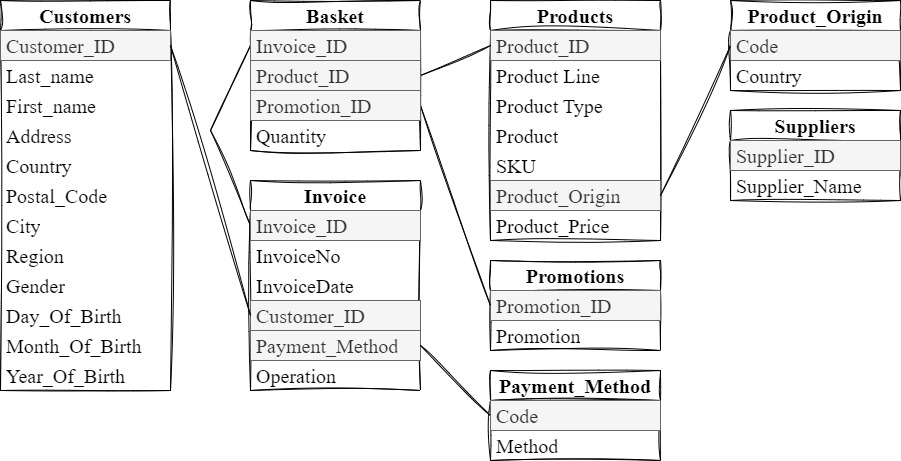 Customers
Customer_ID
Last_name
First_name
Address
Country
Postal_Code
City
Region
Gender
Day_Of_Birth
Month_Of_Birth
Year_Of_Birth
Basket
Invoice_ID
Product_ID
Promotion_ID
Quantity
Invoice
Invoice_ID
InvoiceNo
InvoiceDate
Customer_ID
Payment_Method
Operation
Products
Product_ID
Product Line
Product Type
Product
SKU
Product_Origin
Product_Price
Promotions
Promotion_ID
Promotion
Payment_Method
Code
Method
Product_Origin
Code
Country
Suppliers
Supplier_ID
Supplier_Name